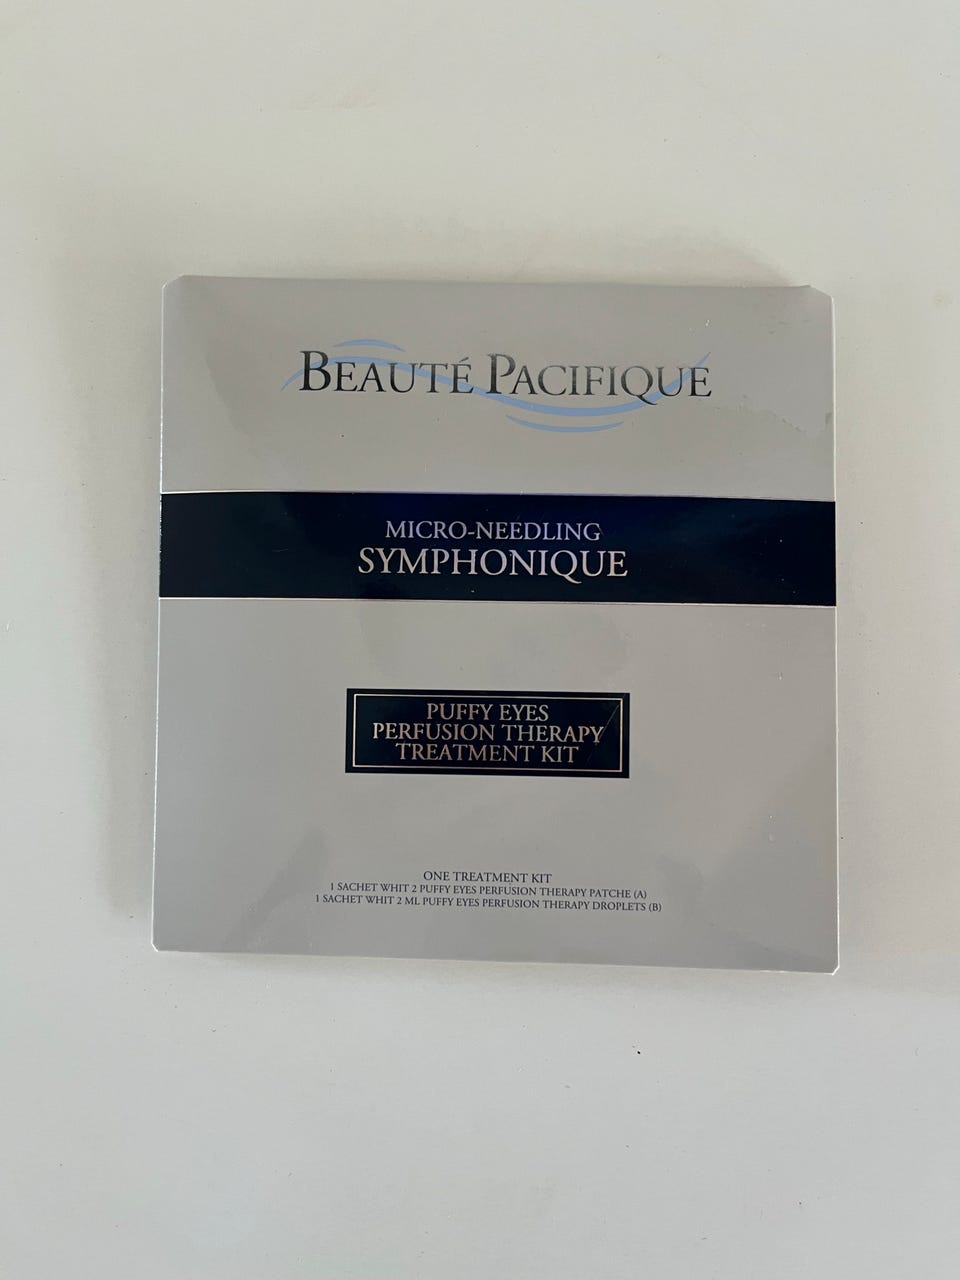 BEAUTÉ PACIFIQUE
MICRO-NEEDLING
SYMPHONIQUE
PUFFY EYES
PERFUSION THERAPY
TREATMENT KIT
ONE TREATMENT KIT
1 SACHET WHIT 2 PUFFY EYES PERFUSION THERAPY PATCHE (A)
1 SACHET WHIT 2 ML PUFFY EYES PERFUSION THERAPY DROPLETS (B)